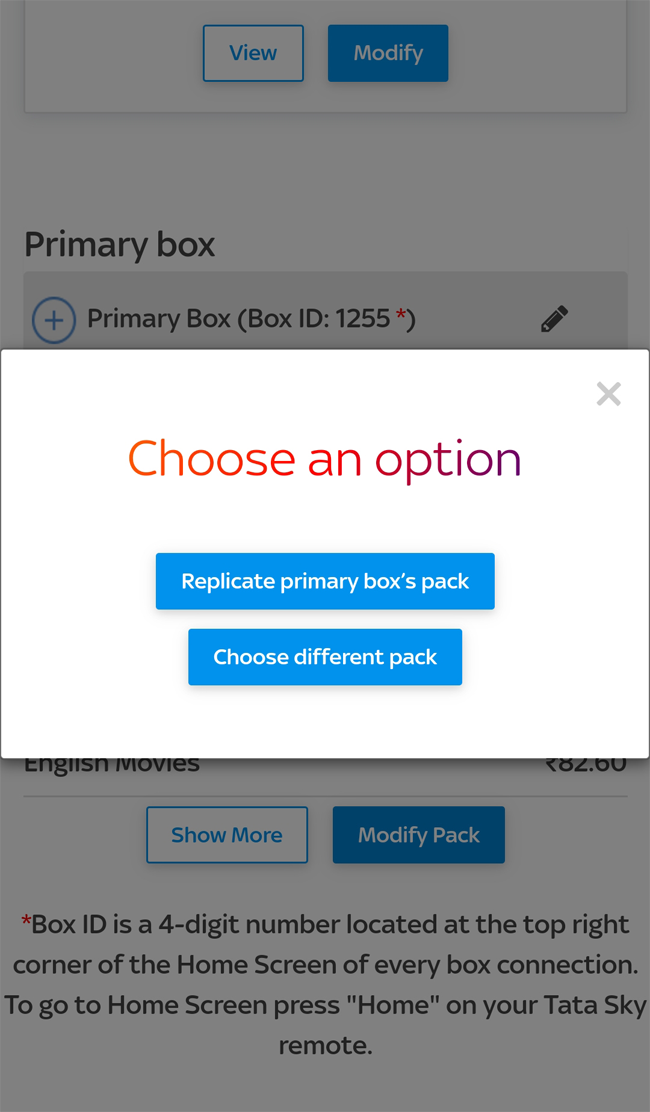 View
Modify
Primary box
Primary Box (Box ID: 1255 *)
Choose an option
Replicate primary box’s pack
Choose different pack
English Movies
₹82.60
Show More
Modify Pack
*Box ID is a 4-digit number located at the top right
corner of the Home Screen of every box connection.
To go to Home Screen press "Home" on your Tata Sky
remote.